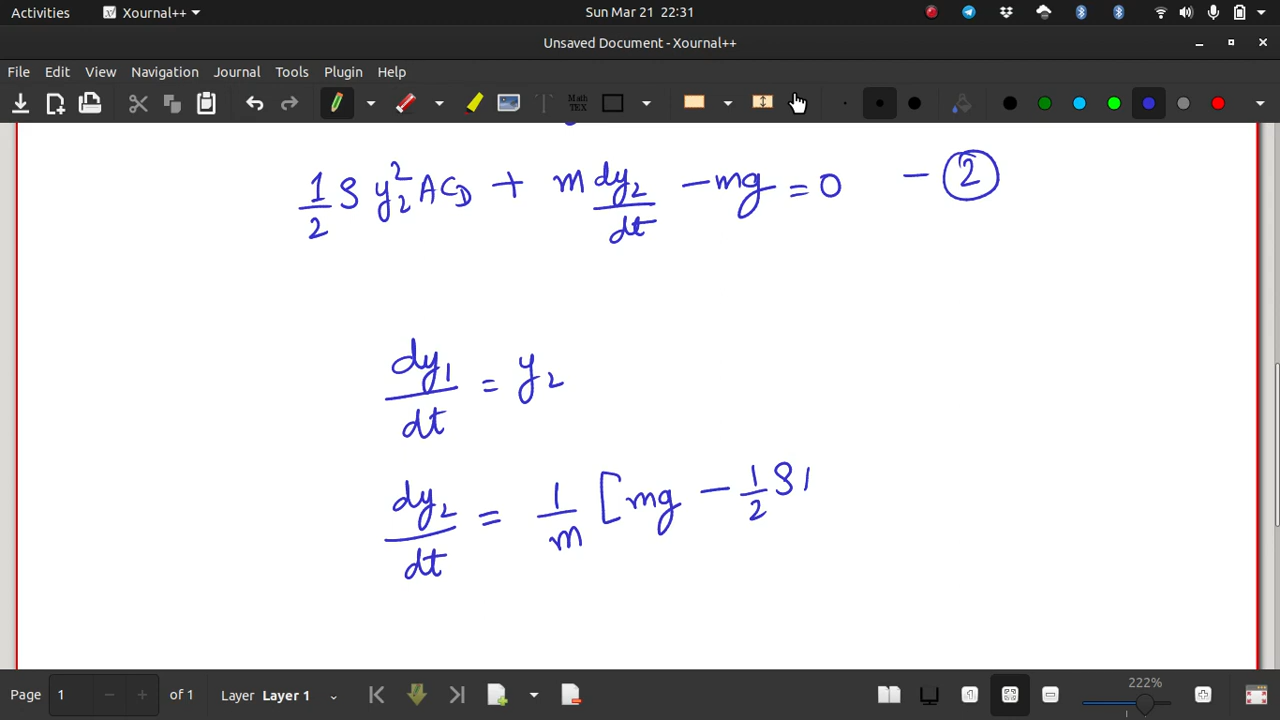 Activities Xournal++ Sun Mar 21 22:31
Unsaved Document - Xournal++
File Edit View Navigation Journal Tools Plugin Help
Math TEX
1/2 ρ y₂² A C_D + m dy₂/dt - mg = 0 - ②
dy₁/dt = y₂
dy₂/dt = 1/m [mg - 1/2 ρ
Page 1 of 1 Layer Layer 1 222%